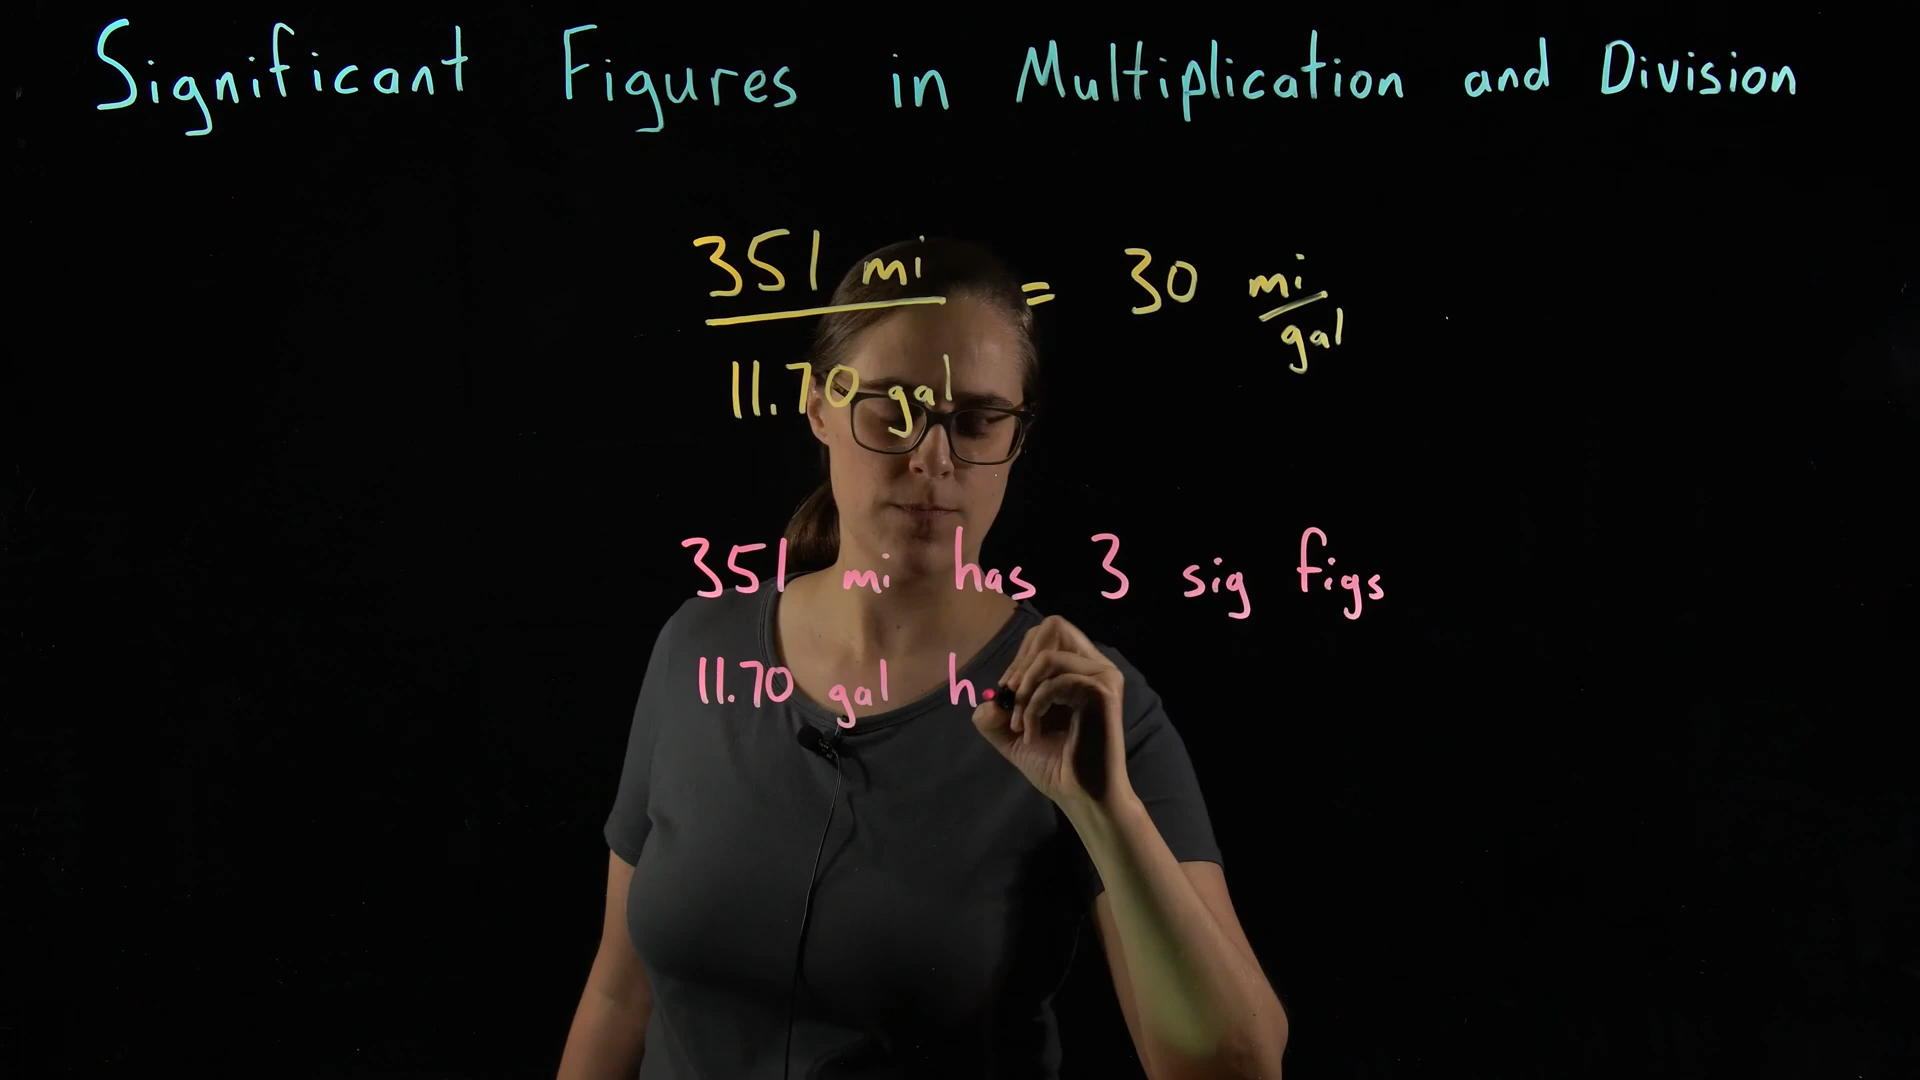 Significant Figures in Multiplication and Division
351 mi = 30 mi
11.70 gal gal
351 mi has 3 sig figs
11.70 gal h